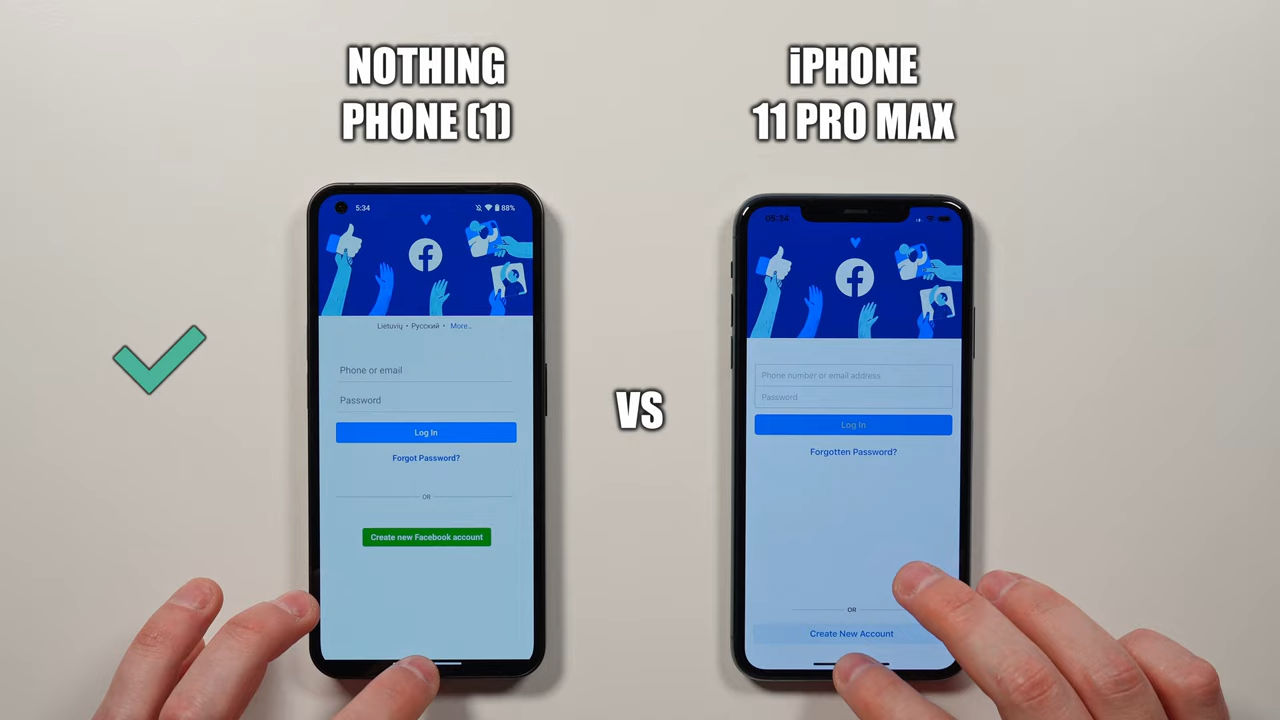 NOTHING
PHONE (1)
iPHONE
11 PRO MAX
VS
5:34
88%
Lietuvių • Русский • More...
Phone or email
Password
Log In
Forgot Password?
OR
Create new Facebook account
05:34
Phone number or email address
Password
Log In
Forgotten Password?
OR
Create New Account